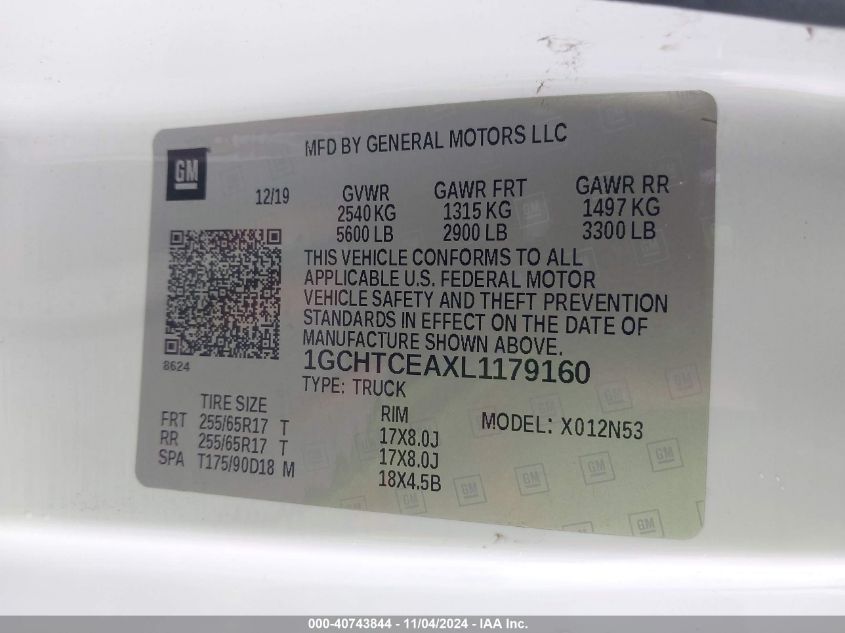 MFD BY GENERAL MOTORS LLC
GM
12/19 GVWR GAWR FRT GAWR RR
2540 KG 1315 KG 1497 KG
5600 LB 2900 LB 3300 LB
THIS VEHICLE CONFORMS TO ALL
APPLICABLE U.S. FEDERAL MOTOR
VEHICLE SAFETY AND THEFT PREVENTION
STANDARDS IN EFFECT ON THE DATE OF
MANUFACTURE SHOWN ABOVE.
8624
1GCHTCEAXL1179160
TYPE: TRUCK
TIRE SIZE RIM MODEL: X012N53
FRT 255/65R17 T 17X8.0J
RR 255/65R17 T 17X8.0J
SPA T175/90D18 M 18X4.5B
000-40743844 - 11/04/2024 - IAA Inc.